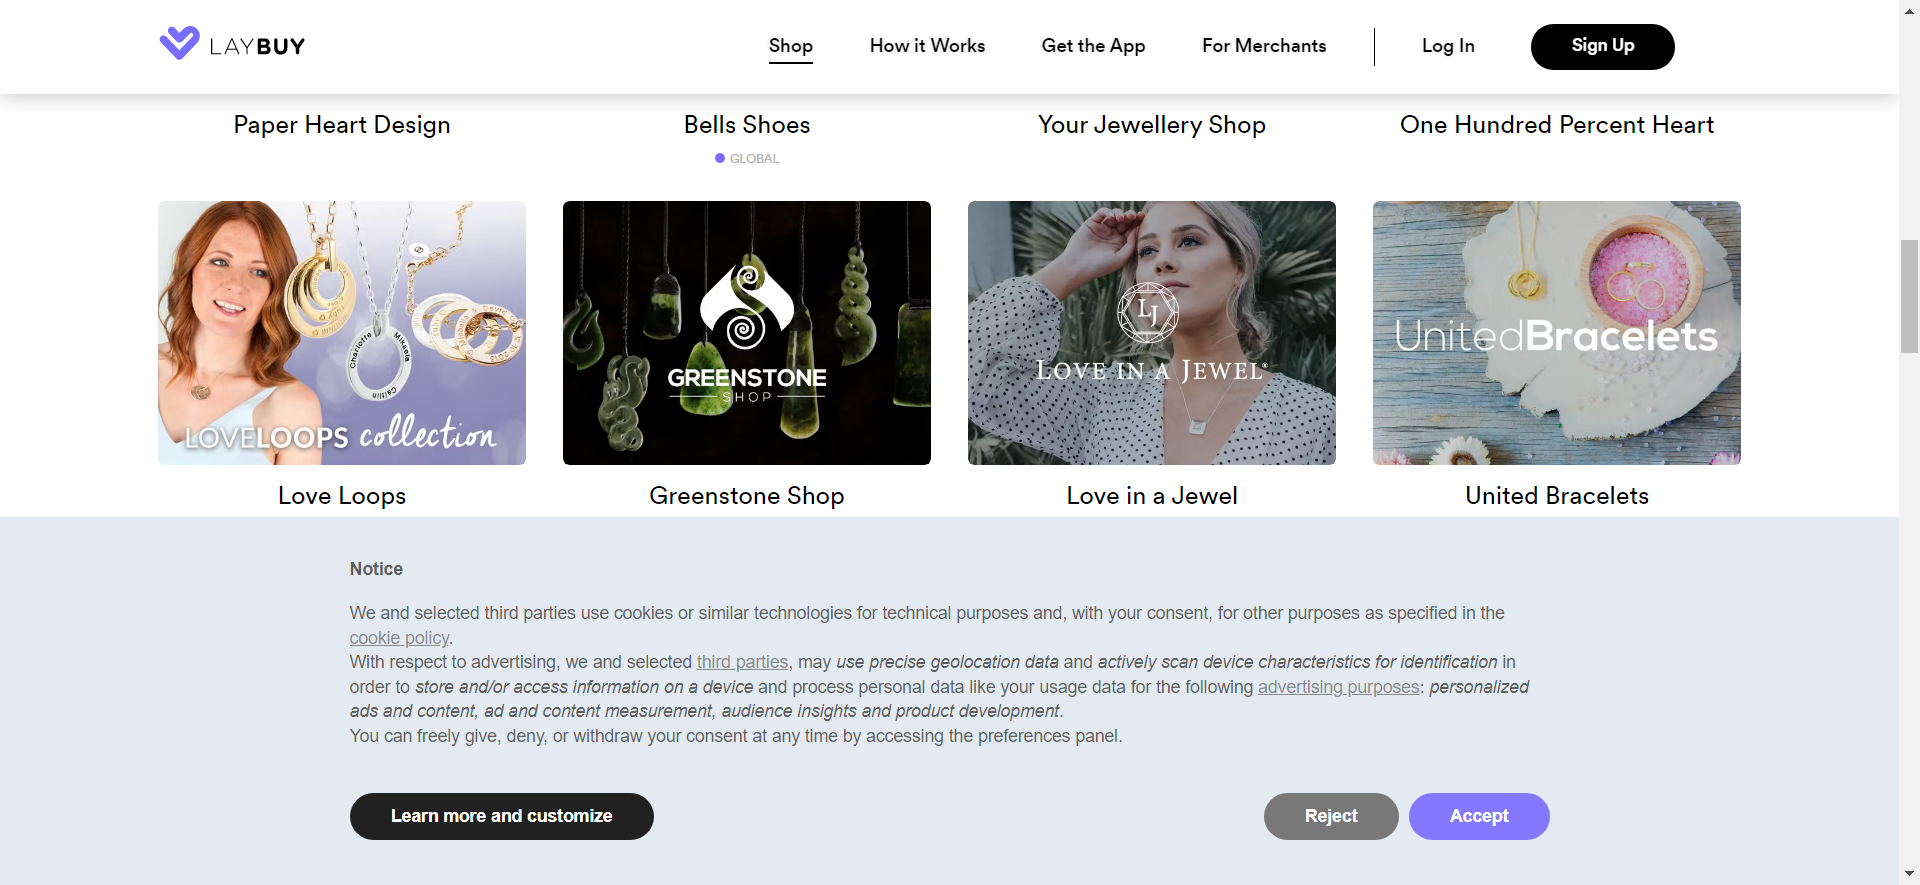 LAYBUY
Shop
How it Works
Get the App
For Merchants
Log In
Sign Up
Paper Heart Design
Bells Shoes
Your Jewellery Shop
One Hundred Percent Heart
GLOBAL
Charlotte
Mikaela
Caitlin
LOVELOOPS collection
GREENSTONE
SHOP
LJ
LOVE IN A JEWEL®
UnitedBracelets
Love Loops
Greenstone Shop
Love in a Jewel
United Bracelets
Notice
We and selected third parties use cookies or similar technologies for technical purposes and, with your consent, for other purposes as specified in the
cookie policy.
With respect to advertising, we and selected third parties, may use precise geolocation data and actively scan device characteristics for identification in
order to store and/or access information on a device and process personal data like your usage data for the following advertising purposes: personalized
ads and content, ad and content measurement, audience insights and product development.
You can freely give, deny, or withdraw your consent at any time by accessing the preferences panel.
Learn more and customize
Reject
Accept